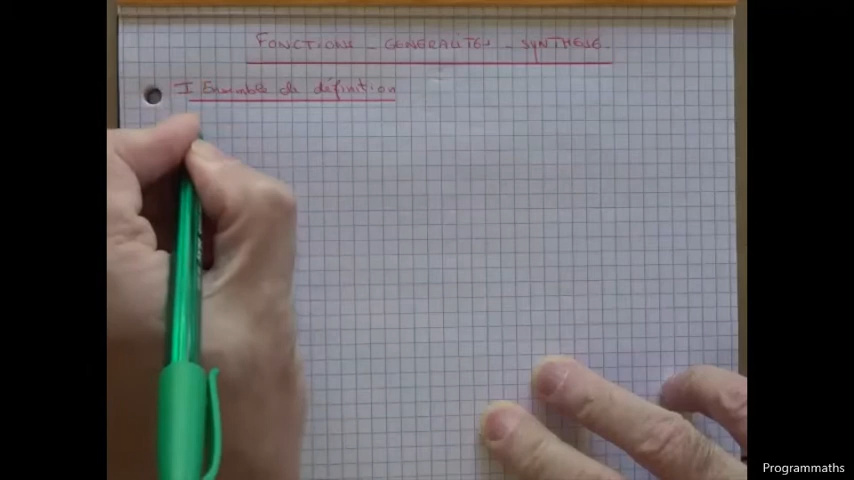 FONCTIONS - GENERALITES - SYNTHESE
I Ensemble de définition
Programmaths